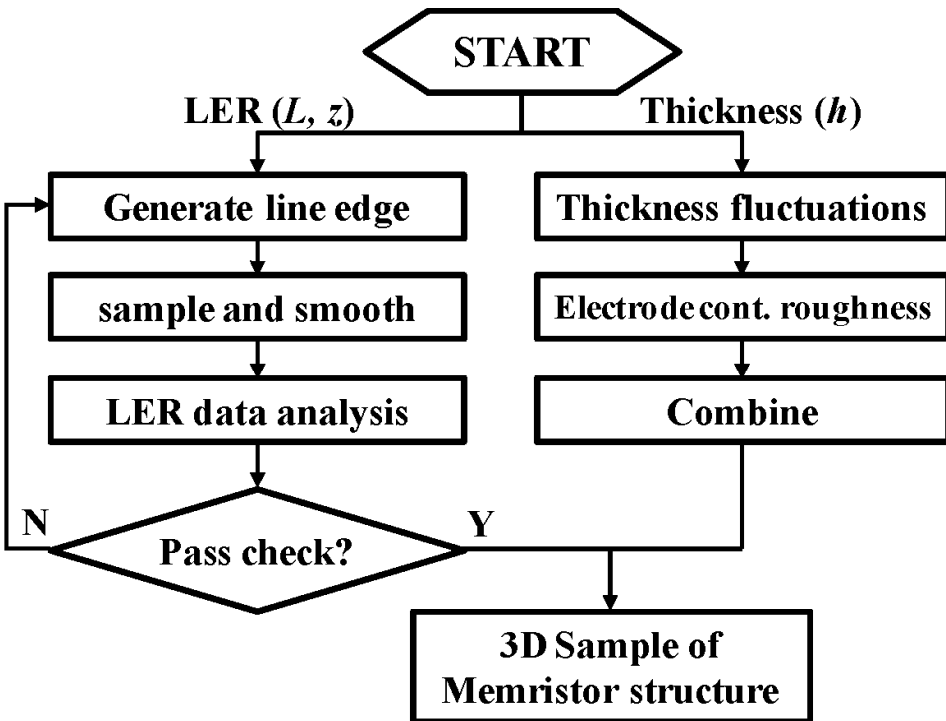 START
LER (L, z)
Thickness (h)
Generate line edge
Thickness fluctuations
sample and smooth
Electrode cont. roughness
LER data analysis
Combine
N
Y
Pass check?
3D Sample of
Memristor structure